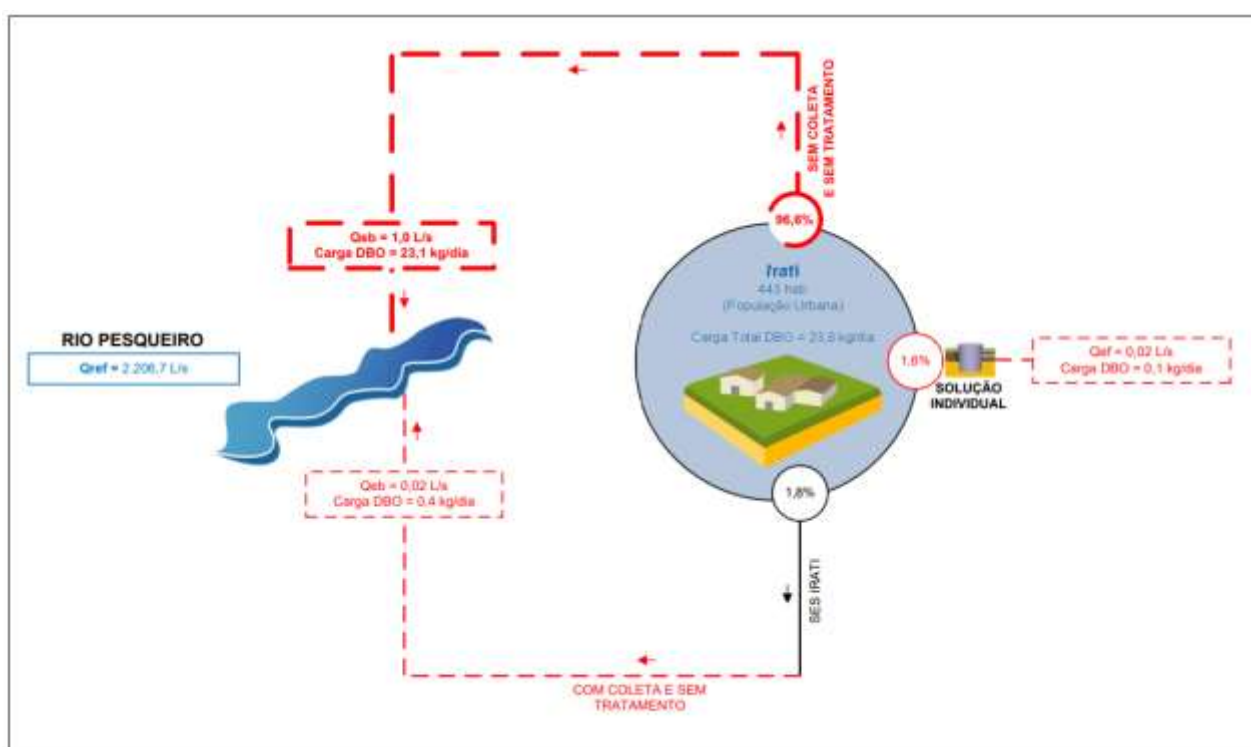 SEM COLETA
E SEM TRATAMENTO
96,6%
Qeb = 1,0 L/s
Carga DBO = 23,1 kg/dia
Irati
443 hab
(População Urbana)
Carga Total DBO = 23,9 kg/dia
RIO PESQUEIRO
Qref = 2.206,7 L/s
1,6%
SOLUÇÃO
INDIVIDUAL
Qef = 0,02 L/s
Carga DBO = 0,1 kg/dia
Qeb = 0,02 L/s
Carga DBO = 0,4 kg/dia
1,8%
SES IRATI
COM COLETA E SEM
TRATAMENTO